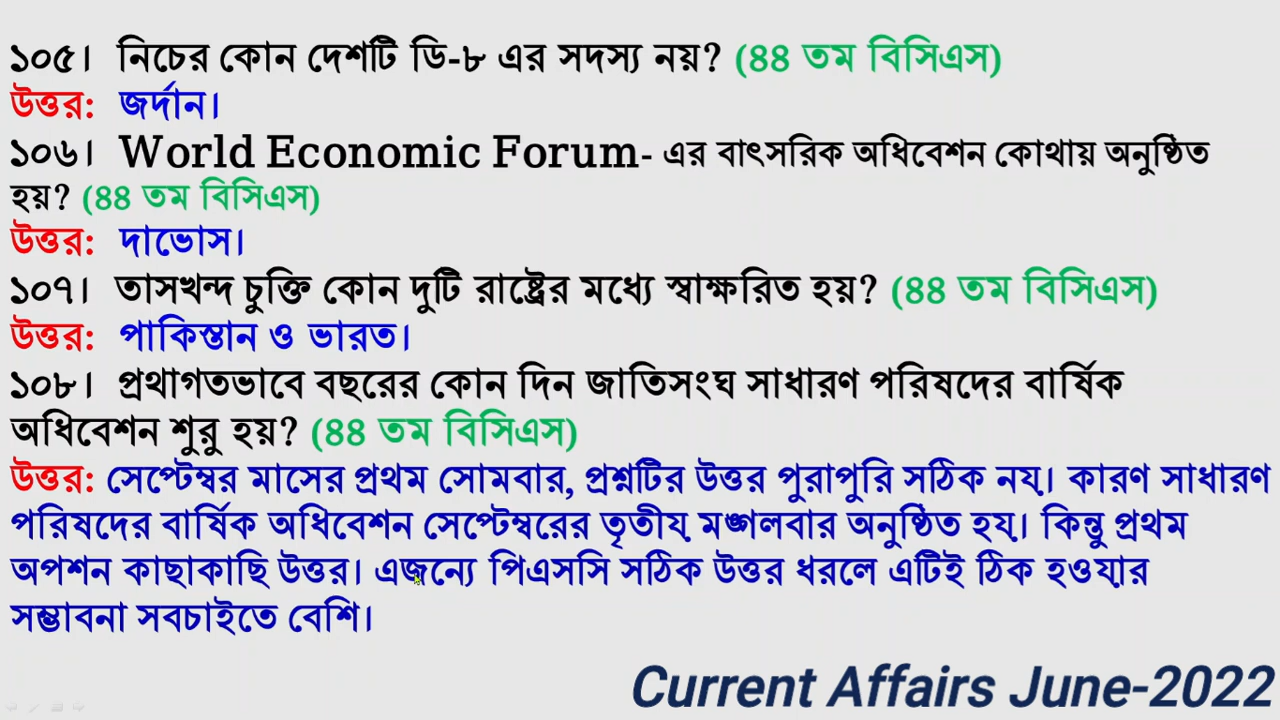 ১০৫। নিচের কোন দেশটি ডি-৮ এর সদস্য নয়? (৪৪ তম বিসিএস)
উত্তর: জর্দান।
১০৬। World Economic Forum- এর বাৎসরিক অধিবেশন কোথায় অনুষ্ঠিত
হয়? (৪৪ তম বিসিএস)
উত্তর: দাভোস।
১০৭। তাসখন্দ চুক্তি কোন দুটি রাষ্ট্রের মধ্যে স্বাক্ষরিত হয়? (৪৪ তম বিসিএস)
উত্তর: পাকিস্তান ও ভারত।
১০৮। প্রথাগতভাবে বছরের কোন দিন জাতিসংঘ সাধারণ পরিষদের বার্ষিক
অধিবেশন শুরু হয়? (৪৪ তম বিসিএস)
উত্তর: সেপ্টেম্বর মাসের প্রথম সোমবার, প্রশ্নটির উত্তর পুরাপুরি সঠিক নয়। কারণ সাধারণ
পরিষদের বার্ষিক অধিবেশন সেপ্টেম্বরের তৃতীয় মঙ্গলবার অনুষ্ঠিত হয়। কিন্তু প্রথম
অপশন কাছাকাছি উত্তর। এজন্যে পিএসসি সঠিক উত্তর ধরলে এটিই ঠিক হওয়ার
সম্ভাবনা সবচাইতে বেশি।
Current Affairs June-2022